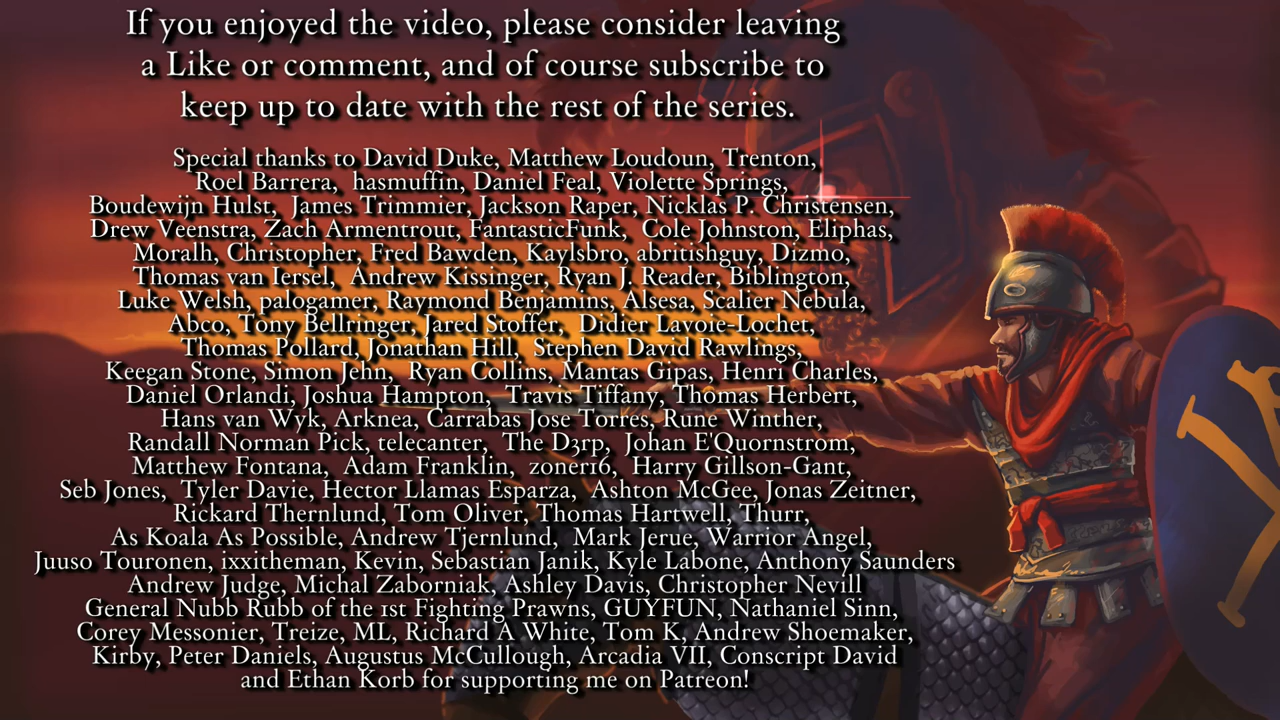 If you enjoyed the video, please consider leaving
a Like or comment, and of course subscribe to
keep up to date with the rest of the series.
Special thanks to David Duke, Matthew Loudoun, Trenton,
Roel Barrera, hasmuffin, Daniel Feal, Violette Springs,
Boudewijn Hulst, James Trimmier, Jackson Raper, Nicklas P. Christensen,
Drew Veenstra, Zach Armentrout, FantasticFunk, Cole Johnston, Eliphas,
Moralh, Christopher, Fred Bawden, Kaylsbro, abritishguy, Dizmo,
Thomas van Iersel, Andrew Kissinger, Ryan J. Reader, Biblington,
Luke Welsh, palogamer, Raymond Benjamins, Alsesa, Scalier Nebula,
Abco, Tony Bellringer, Jared Stoffer, Didier Lavoie-Lochet,
Thomas Pollard, Jonathan Hill, Stephen David Rawlings,
Keegan Stone, Simon Jehn, Ryan Collins, Mantas Gipas, Henri Charles,
Daniel Orlandi, Joshua Hampton, Travis Tiffany, Thomas Herbert,
Hans van Wyk, Arknea, Carrabas Jose Torres, Rune Winther,
Randall Norman Pick, telecanter, The D3rp, Johan E'Quornstrom,
Matthew Fontana, Adam Franklin, zoner16, Harry Gillson-Gant,
Seb Jones, Tyler Davie, Hector Llamas Esparza, Ashton McGee, Jonas Zeitner,
Rickard Thernlund, Tom Oliver, Thomas Hartwell, Thurr,
As Koala As Possible, Andrew Tjernlund, Mark Jerue, Warrior Angel,
Juuso Touronen, ixxitheman, Kevin, Sebastian Janik, Kyle Labone, Anthony Saunders
Andrew Judge, Michal Zaborniak, Ashley Davis, Christopher Nevill
General Nubb Rubb of the 1st Fighting Prawns, GUYFUN, Nathaniel Sinn,
Corey Messonier, Treize, ML, Richard A White, Tom K, Andrew Shoemaker,
Kirby, Peter Daniels, Augustus McCullough, Arcadia VII, Conscript David
and Ethan Korb for supporting me on Patreon!